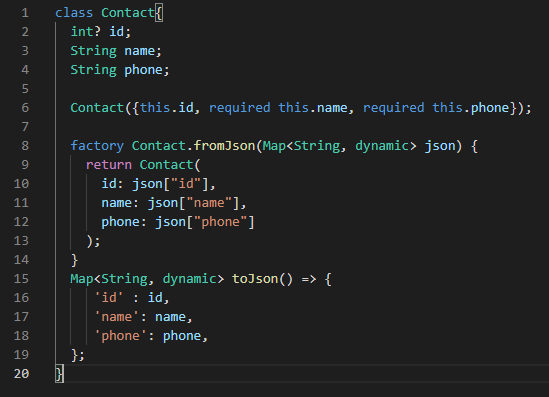 1 class Contact{
2 int? id;
3 String name;
4 String phone;
5
6 Contact({this.id, required this.name, required this.phone});
7
8 factory Contact.fromJson(Map<String, dynamic> json) {
9 return Contact(
10 id: json["id"],
11 name: json["name"],
12 phone: json["phone"]
13 );
14 }
15 Map<String, dynamic> toJson() => {
16 'id' : id,
17 'name': name,
18 'phone': phone,
19 };
20 }